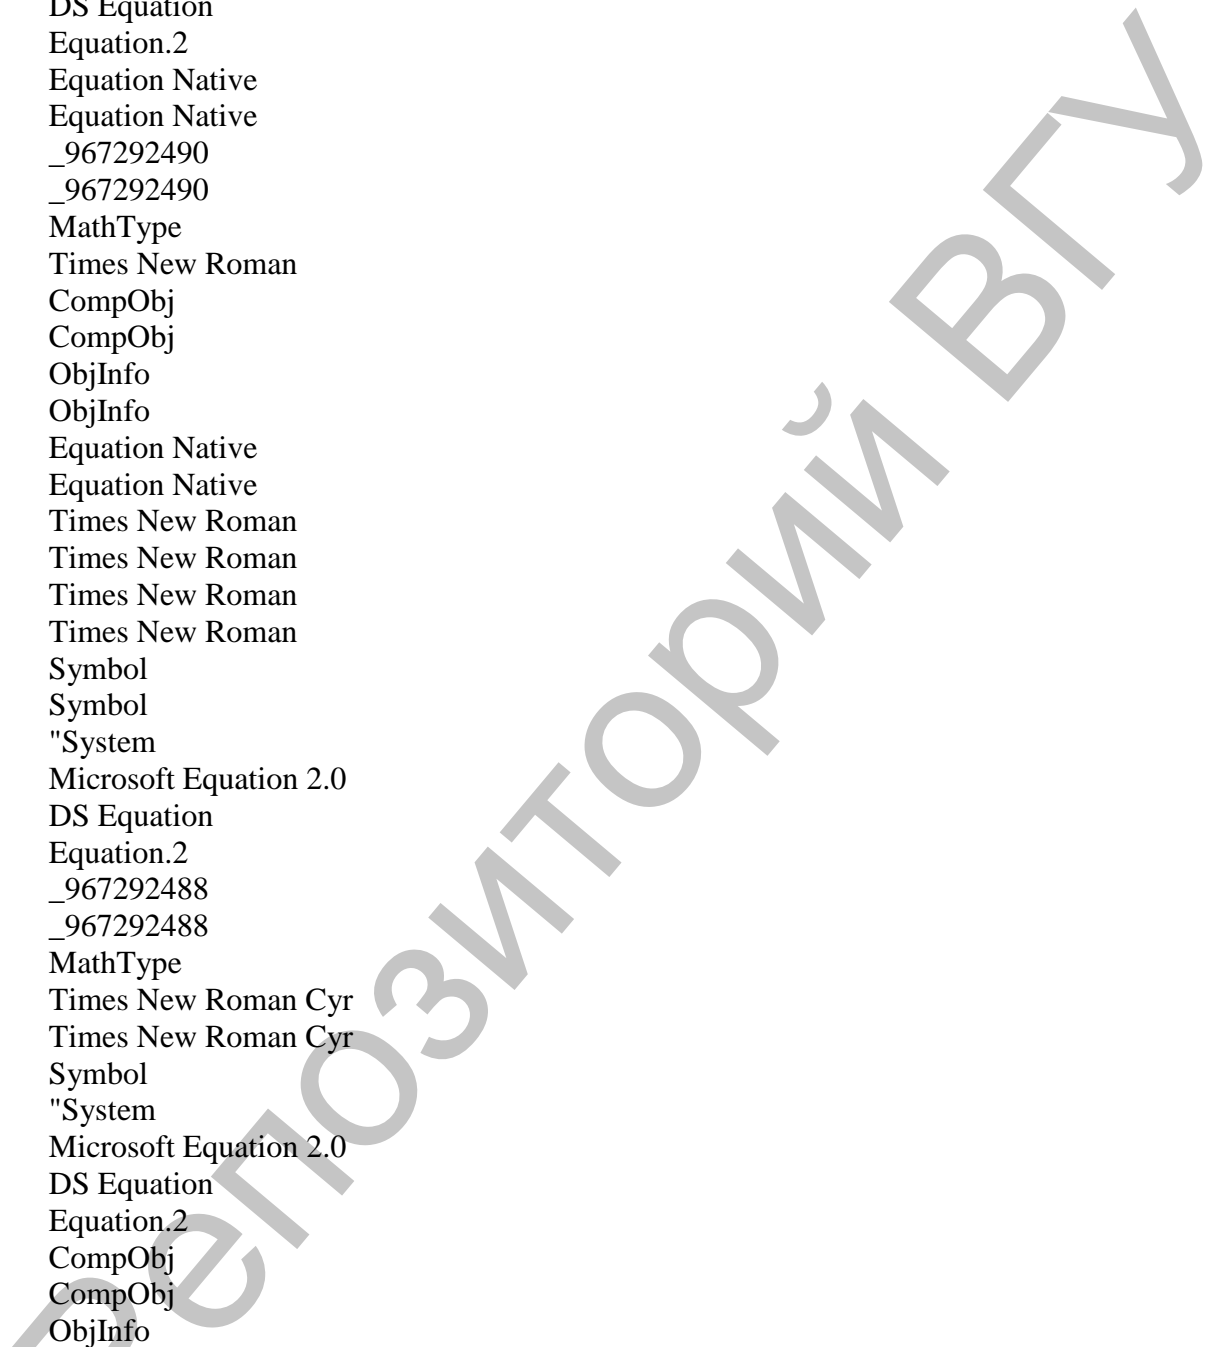 DS Equation
Equation.2
Equation Native
Equation Native
_967292490
_967292490
MathType
Times New Roman
CompObj
CompObj
ObjInfo
ObjInfo
Equation Native
Equation Native
Times New Roman
Times New Roman
Times New Roman
Times New Roman
Symbol
Symbol
"System
Microsoft Equation 2.0
DS Equation
Equation.2
_967292488
_967292488
MathType
Times New Roman Cyr
Times New Roman Cyr
Symbol
"System
Microsoft Equation 2.0
DS Equation
Equation.2
CompObj
CompObj
ObjInfo
Репозиторий ВГУ